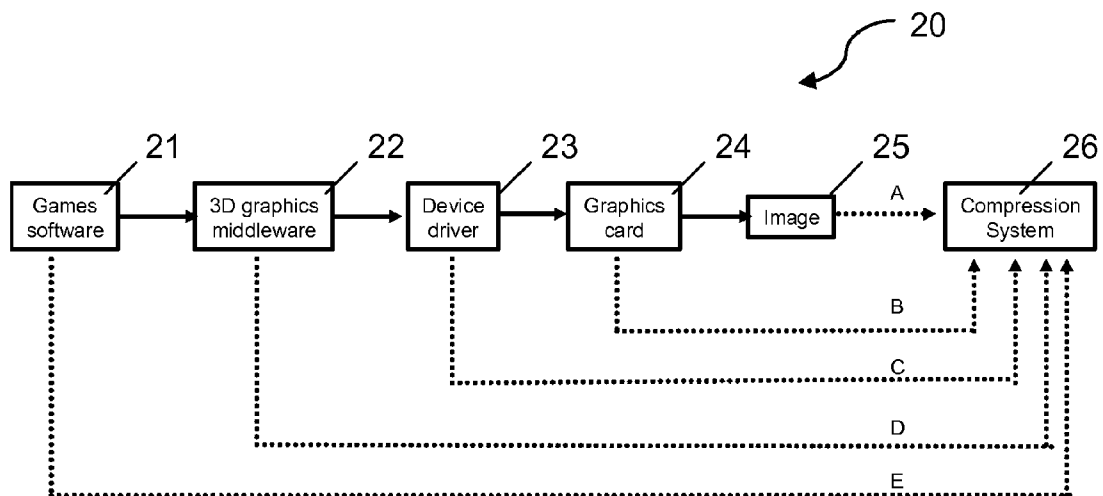 20
21
22
23
24
25
26
Games
software
3D graphics
middleware
Device
driver
Graphics
card
Image
A
Compression
System
B
C
D
E